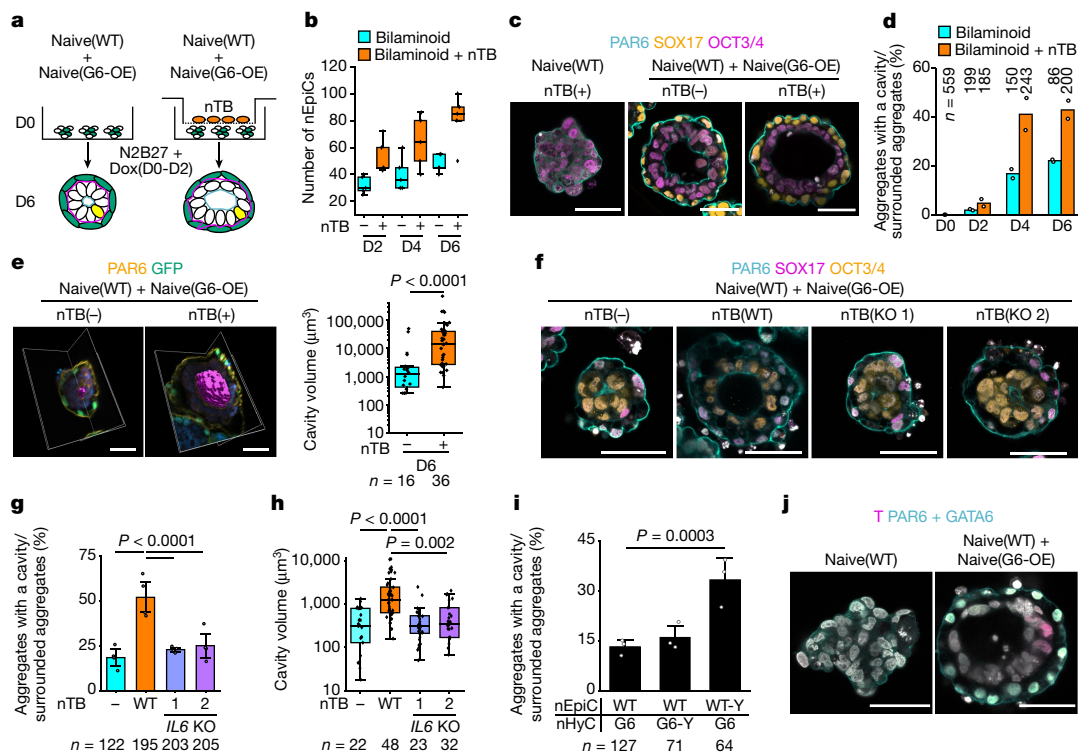 a
Naive(WT)
+
Naive(G6-OE)
Naive(WT)
+
Naive(G6-OE)
nTB
D0
N2B27 +
Dox(D0-D2)
D6
b
Bilaminoid
Bilaminoid + nTB
Number of nEpiCs
100
80
60
40
20
nTB – + – + – +
D2 D4 D6
c
PAR6 SOX17 OCT3/4
Naive(WT)
Naive(WT) + Naive(G6-OE)
nTB(+)
nTB(–)
nTB(+)
d
Bilaminoid
Bilaminoid + nTB
Aggregates with a cavity/
surrounded aggregates (%)
60
40
20
0
n = 559
199
185
150
243
86
200
D0 D2 D4 D6
e
PAR6 GFP
Naive(WT) + Naive(G6-OE)
nTB(–)
nTB(+)
P < 0.0001
Cavity volume (μm³)
100,000
10,000
1,000
100
10
nTB – +
D6
n = 16 36
f
PAR6 SOX17 OCT3/4
Naive(WT) + Naive(G6-OE)
nTB(–)
nTB(WT)
nTB(KO 1)
nTB(KO 2)
g
P < 0.0001
Aggregates with a cavity/
surrounded aggregates (%)
75
50
25
0
nTB – WT 1 2
IL6 KO
n = 122 195 203 205
h
P < 0.0001
P = 0.002
Cavity volume (μm³)
10,000
1,000
100
10
nTB – WT 1 2
IL6 KO
n = 22 48 23 32
i
P = 0.0003
Aggregates with a cavity/
surrounded aggregates (%)
45
30
15
0
nEpiC WT WT WT-Y
nHyC G6 G6-Y G6
n = 127 71 64
j
T PAR6 + GATA6
Naive(WT)
Naive(WT) +
Naive(G6-OE)